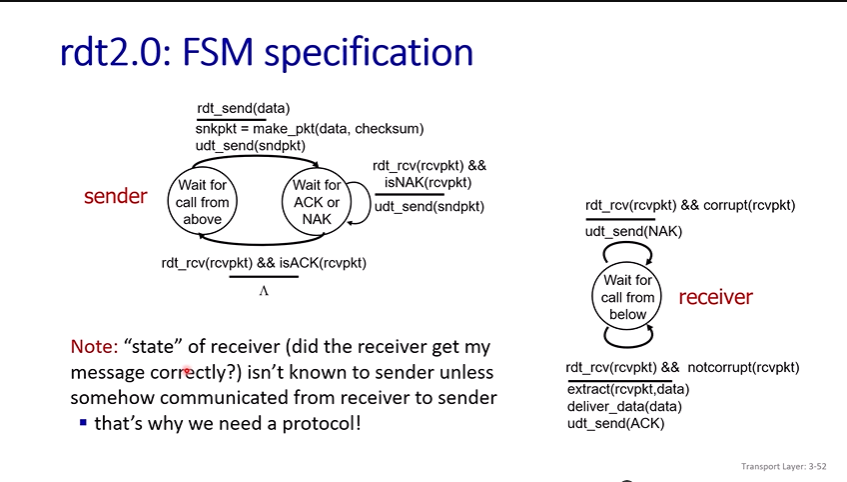 rdt2.0: FSM specification
rdt_send(data)
snkpkt = make_pkt(data, checksum)
udt_send(sndpkt)
sender
Wait for
call from
above
Wait for
ACK or
NAK
rdt_rcv(rcvpkt) &&
isNAK(rcvpkt)
udt_send(sndpkt)
rdt_rcv(rcvpkt) && isACK(rcvpkt)
Λ
rdt_rcv(rcvpkt) && corrupt(rcvpkt)
udt_send(NAK)
Wait for
call from
below
receiver
rdt_rcv(rcvpkt) && notcorrupt(rcvpkt)
extract(rcvpkt,data)
deliver_data(data)
udt_send(ACK)
Note: “state” of receiver (did the receiver get my
message correctly?) isn’t known to sender unless
somehow communicated from receiver to sender
▪ that’s why we need a protocol!
Transport Layer: 3-52